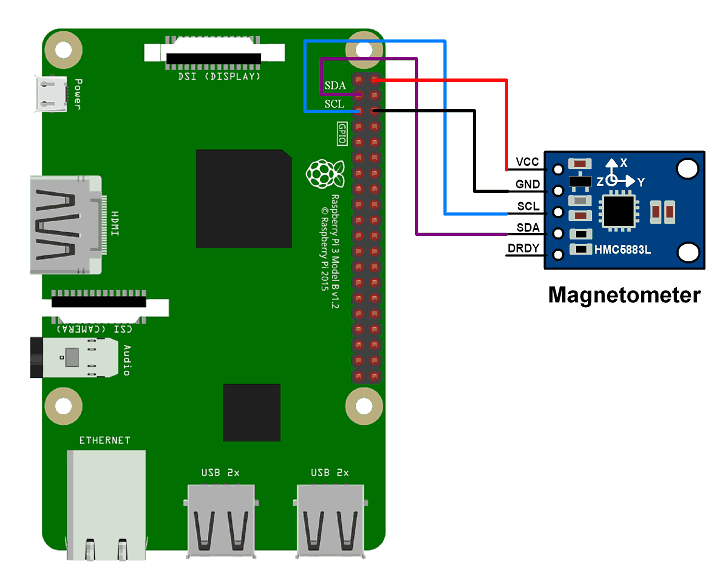 DSI (DISPLAY)
Power
SDA
SCL
GPIO
HDMI
Raspberry Pi 3 Model B v1.2
© Raspberry Pi 2015
CSI (CAMERA)
Audio
ETHERNET
USB 2x
USB 2x
VCC
GND
SCL
SDA
DRDY
X
Z
Y
HMC5883L
Magnetometer